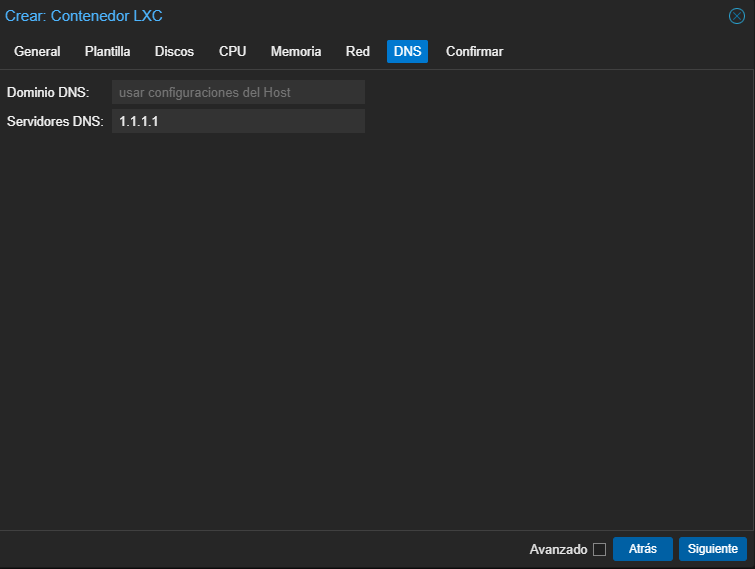 Crear: Contenedor LXC
General Plantilla Discos CPU Memoria Red DNS Confirmar
Dominio DNS: usar configuraciones del Host
Servidores DNS: 1.1.1.1
Avanzado Atrás Siguiente